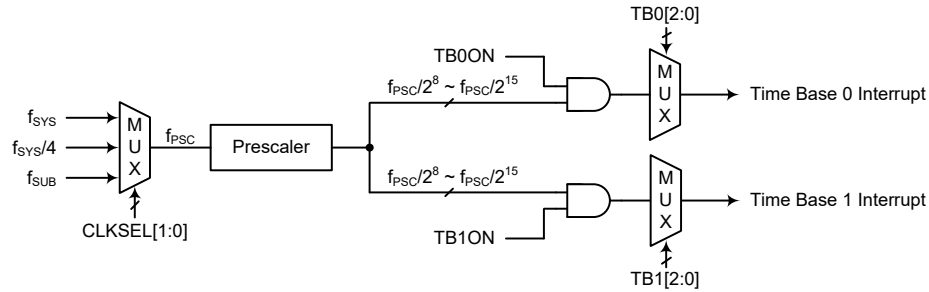 TB0[2:0]
TB0ON
M
U
X
f_PSC/2^8 ~ f_PSC/2^15
Time Base 0 Interrupt
f_SYS
f_SYS/4
f_SUB
M
U
X
f_PSC
Prescaler
CLKSEL[1:0]
f_PSC/2^8 ~ f_PSC/2^15
M
U
X
Time Base 1 Interrupt
TB1ON
TB1[2:0]